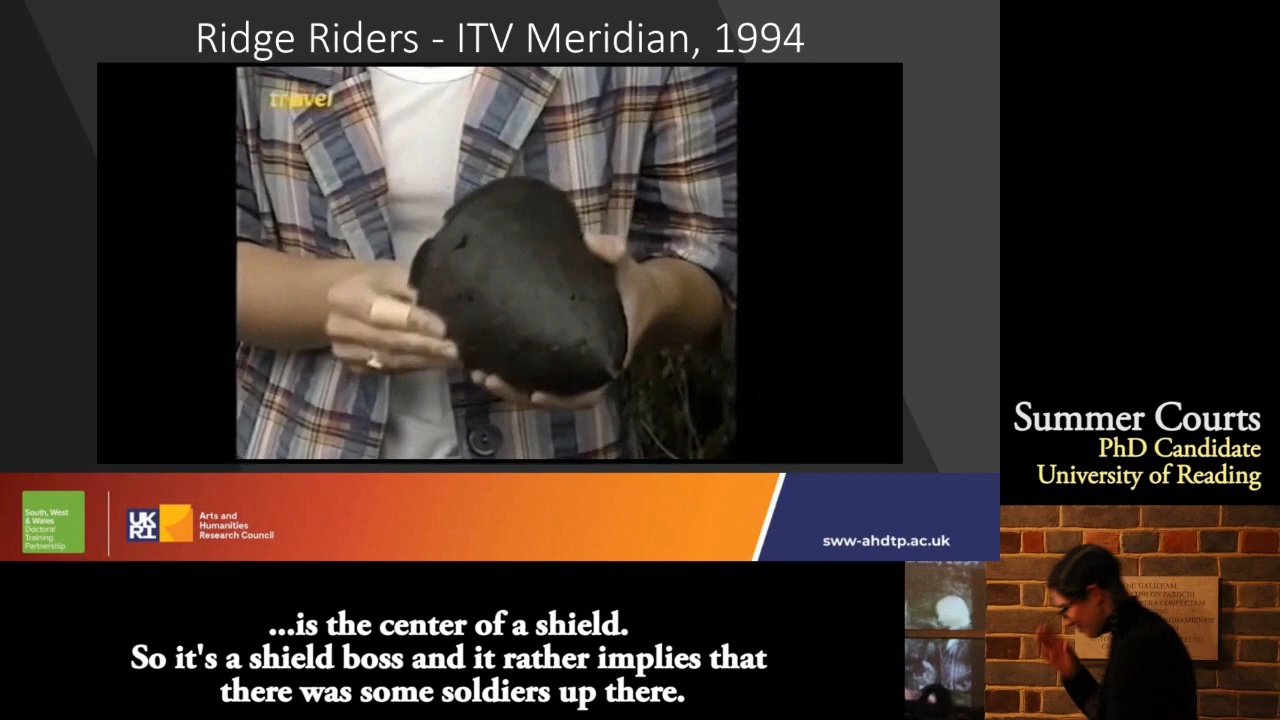 Ridge Riders - ITV Meridian, 1994
travel
Summer Courts
PhD Candidate
University of Reading
South, West
& Wales
Doctoral
Training
Partnership
UK
RI
Arts and
Humanities
Research Council
sww-ahdtp.ac.uk
...is the center of a shield.
So it's a shield boss and it rather implies that
there was some soldiers up there.